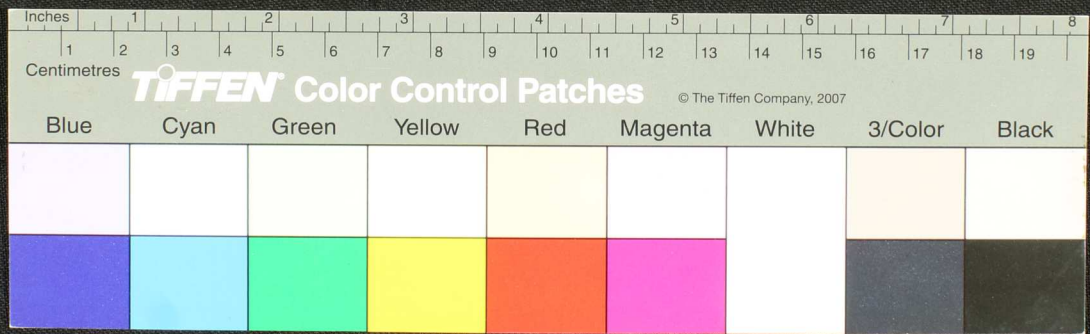 Inches 1 2 3 4 5 6 7 8
1 2 3 4 5 6 7 8 9 10 11 12 13 14 15 16 17 18 19
Centimetres
TIFFEN® Color Control Patches © The Tiffen Company, 2007
Blue Cyan Green Yellow Red Magenta White 3/Color Black